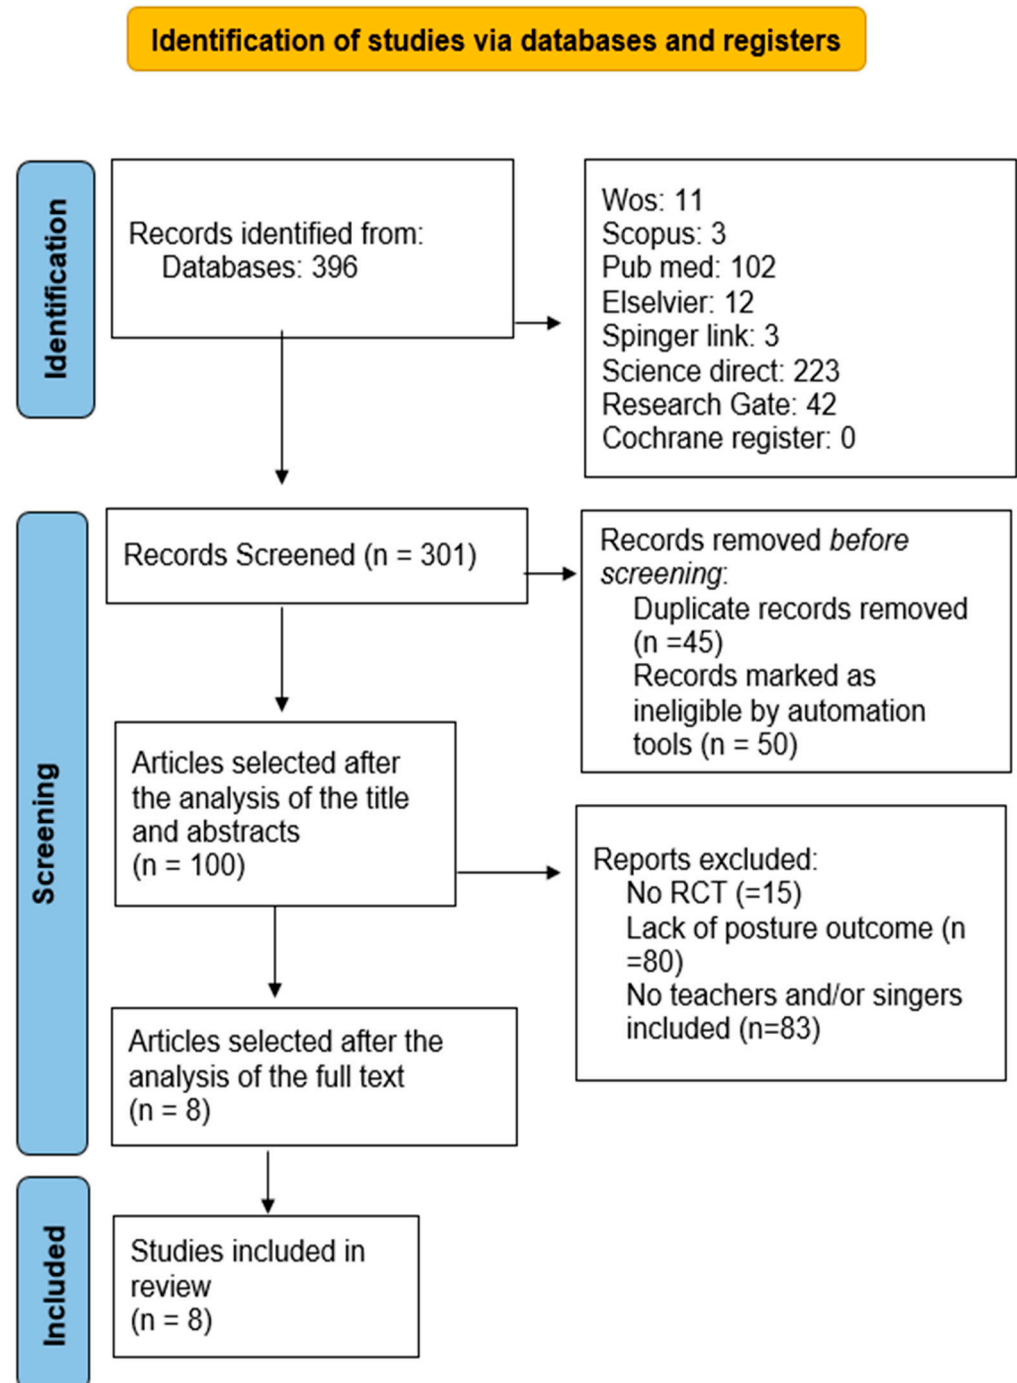 Identification of studies via databases and registers
Identification
Records identified from:
Databases: 396
Wos: 11
Scopus: 3
Pub med: 102
Elselvier: 12
Spinger link: 3
Science direct: 223
Research Gate: 42
Cochrane register: 0
Screening
Records Screened (n = 301)
Records removed before
screening:
Duplicate records removed
(n =45)
Records marked as
ineligible by automation
tools (n = 50)
Articles selected after
the analysis of the title
and abstracts
(n = 100)
Reports excluded:
No RCT (=15)
Lack of posture outcome (n
=80)
No teachers and/or singers
included (n=83)
Articles selected after the
analysis of the full text
(n = 8)
Included
Studies included in
review
(n = 8)